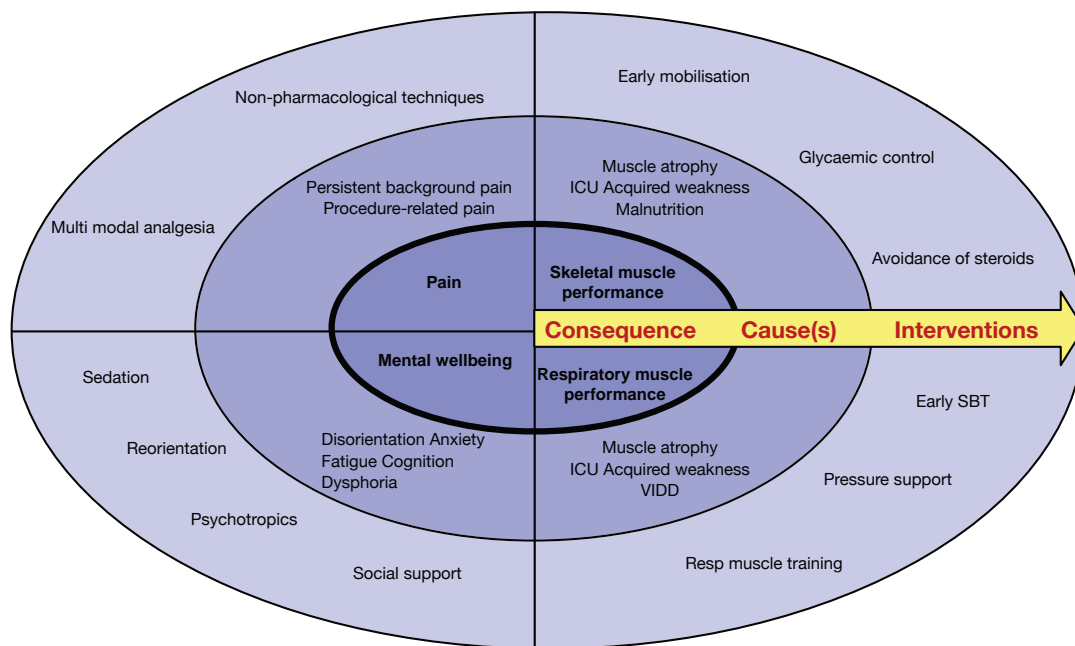 Early mobilisation
Non-pharmacological techniques
Glycaemic control
Muscle atrophy
ICU Acquired weakness
Malnutrition
Persistent background pain
Procedure-related pain
Multi modal analgesia
Avoidance of steroids
Pain
Skeletal muscle
performance
Consequence Cause(s) Interventions
Mental wellbeing
Respiratory muscle
performance
Sedation
Early SBT
Reorientation
Disorientation Anxiety
Fatigue Cognition
Dysphoria
Muscle atrophy
ICU Acquired weakness
VIDD
Pressure support
Psychotropics
Social support
Resp muscle training